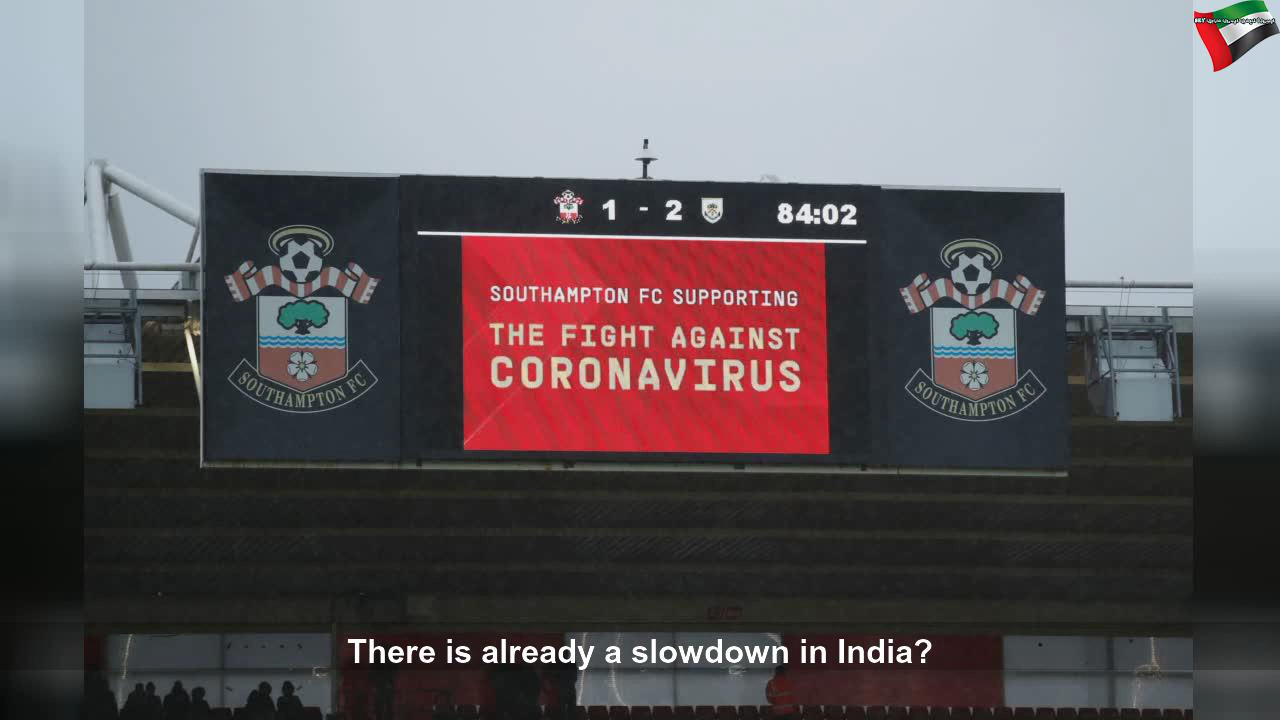 1 - 2 84:02
SOUTHAMPTON FC SUPPORTING
THE FIGHT AGAINST
CORONAVIRUS
SOUTHAMPTON FC
SOUTHAMPTON FC
There is already a slowdown in India?